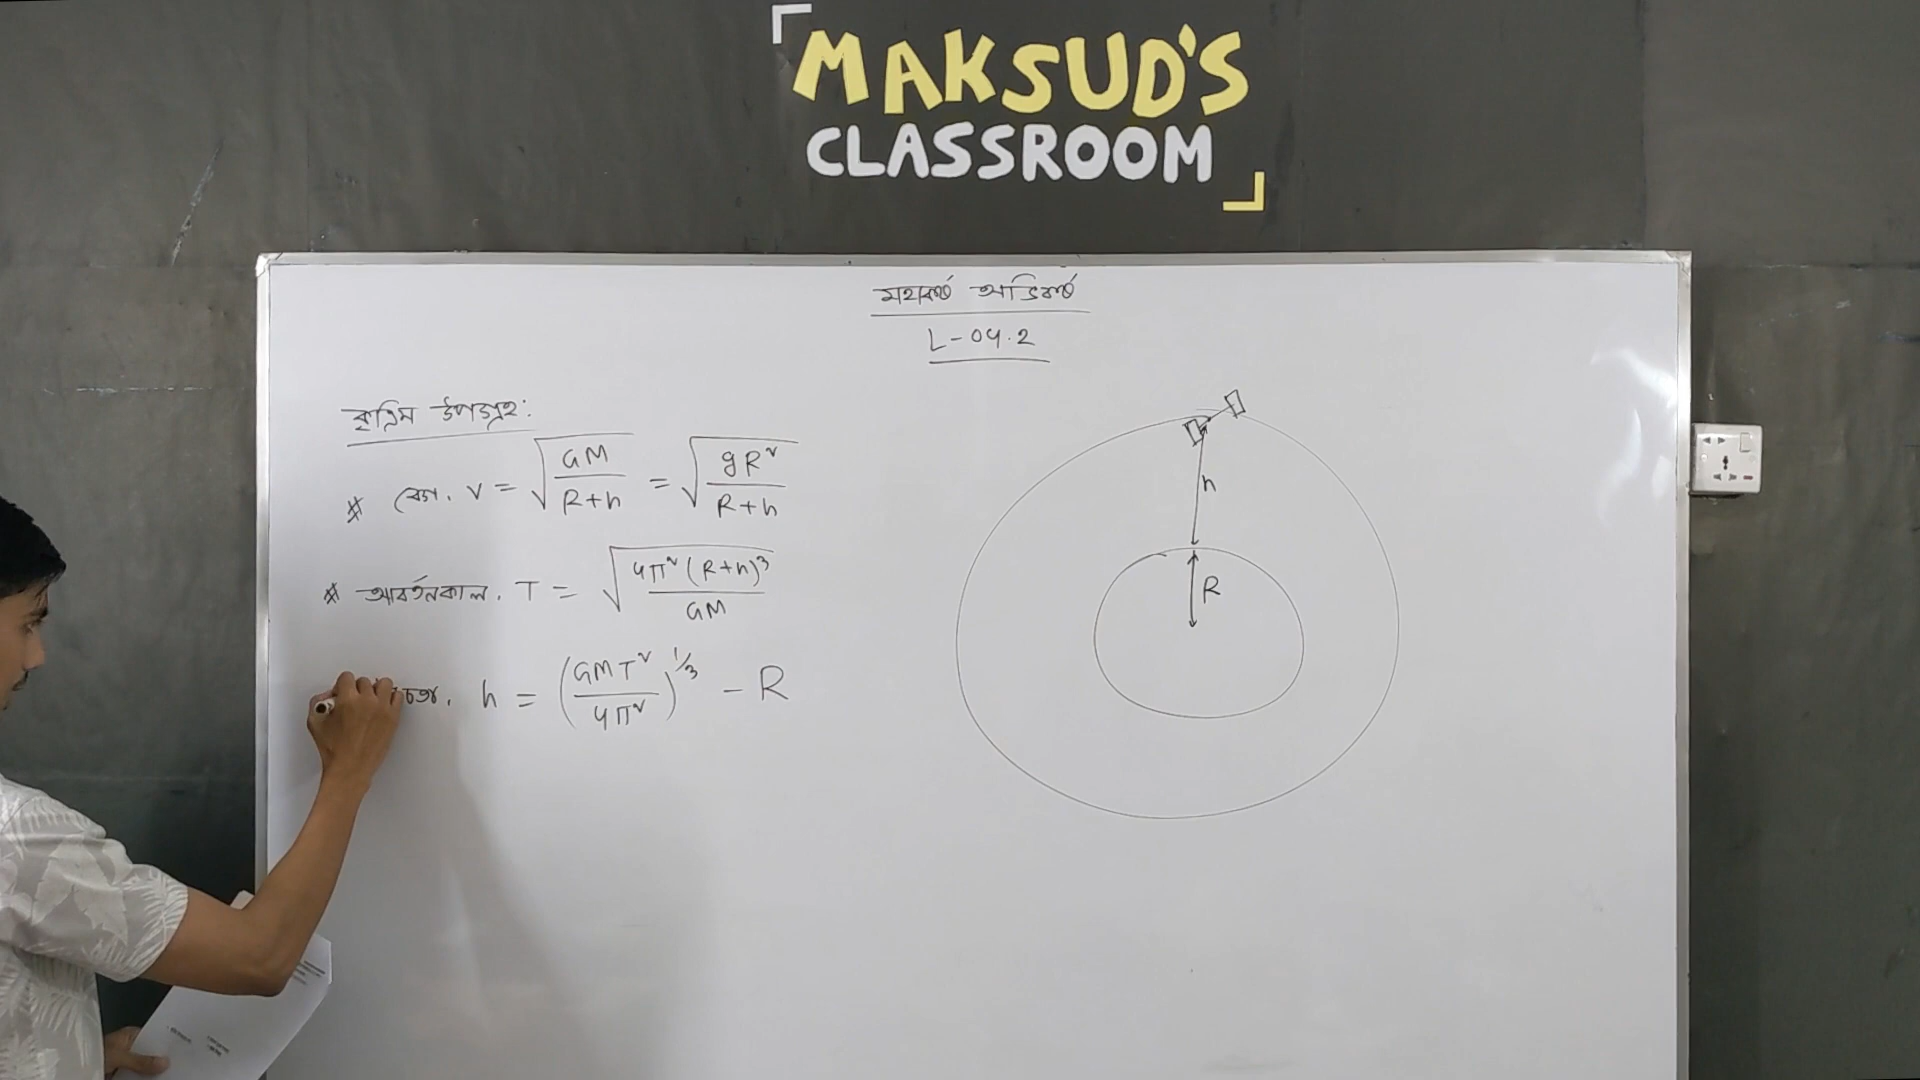 MAKSUD'S
CLASSROOM
মহাকর্ষ অভিকর্ষ
L-04.2
কৃত্রিম উপগ্রহ:
* বেগ, v = √(GM/(R+h)) = √(gR²/(R+h))
* আবর্তনকাল, T = √(4π²(R+h)³/GM)
h = (GMT²/4π²)^(1/3) - R
h
R